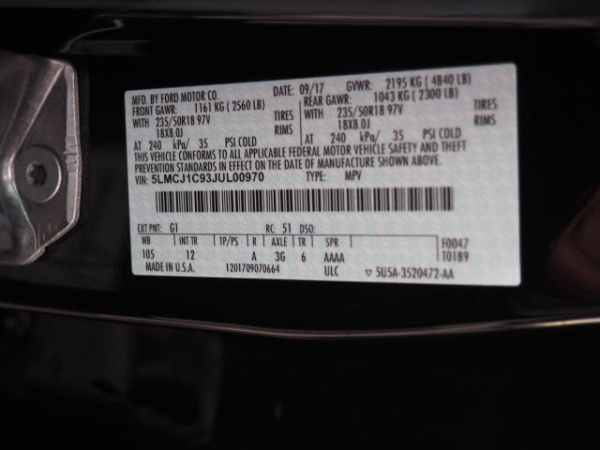 MFD. BY FORD MOTOR CO. DATE: 09/17 GVWR: 2195 KG ( 4840 LB)
FRONT GAWR: 1161 KG ( 2560 LB) REAR GAWR: 1043 KG ( 2300 LB)
WITH 235/50R18 97V TIRES WITH 235/50R18 97V TIRES
18X8.0J RIMS 18X8.0J RIMS
AT 240 kPa/ 35 PSI COLD AT 240 kPa/ 35 PSI COLD
THIS VEHICLE CONFORMS TO ALL APPLICABLE FEDERAL MOTOR VEHICLE SAFETY AND THEFT
PREVENTION STANDARDS IN EFFECT ON THE DATE OF MANUFACTURE SHOWN ABOVE.
VIN: 5LMCJ1C93JUL00970 TYPE: MPV
EXT PNT: G1 RC: 51 DSO:
WB INT TR TP/PS R AXLE TR SPR F0047
105 12 A 3G 6 AAAA T0189
MADE IN U.S.A. 1201709070664 ULC 5U5A-3520472-AA